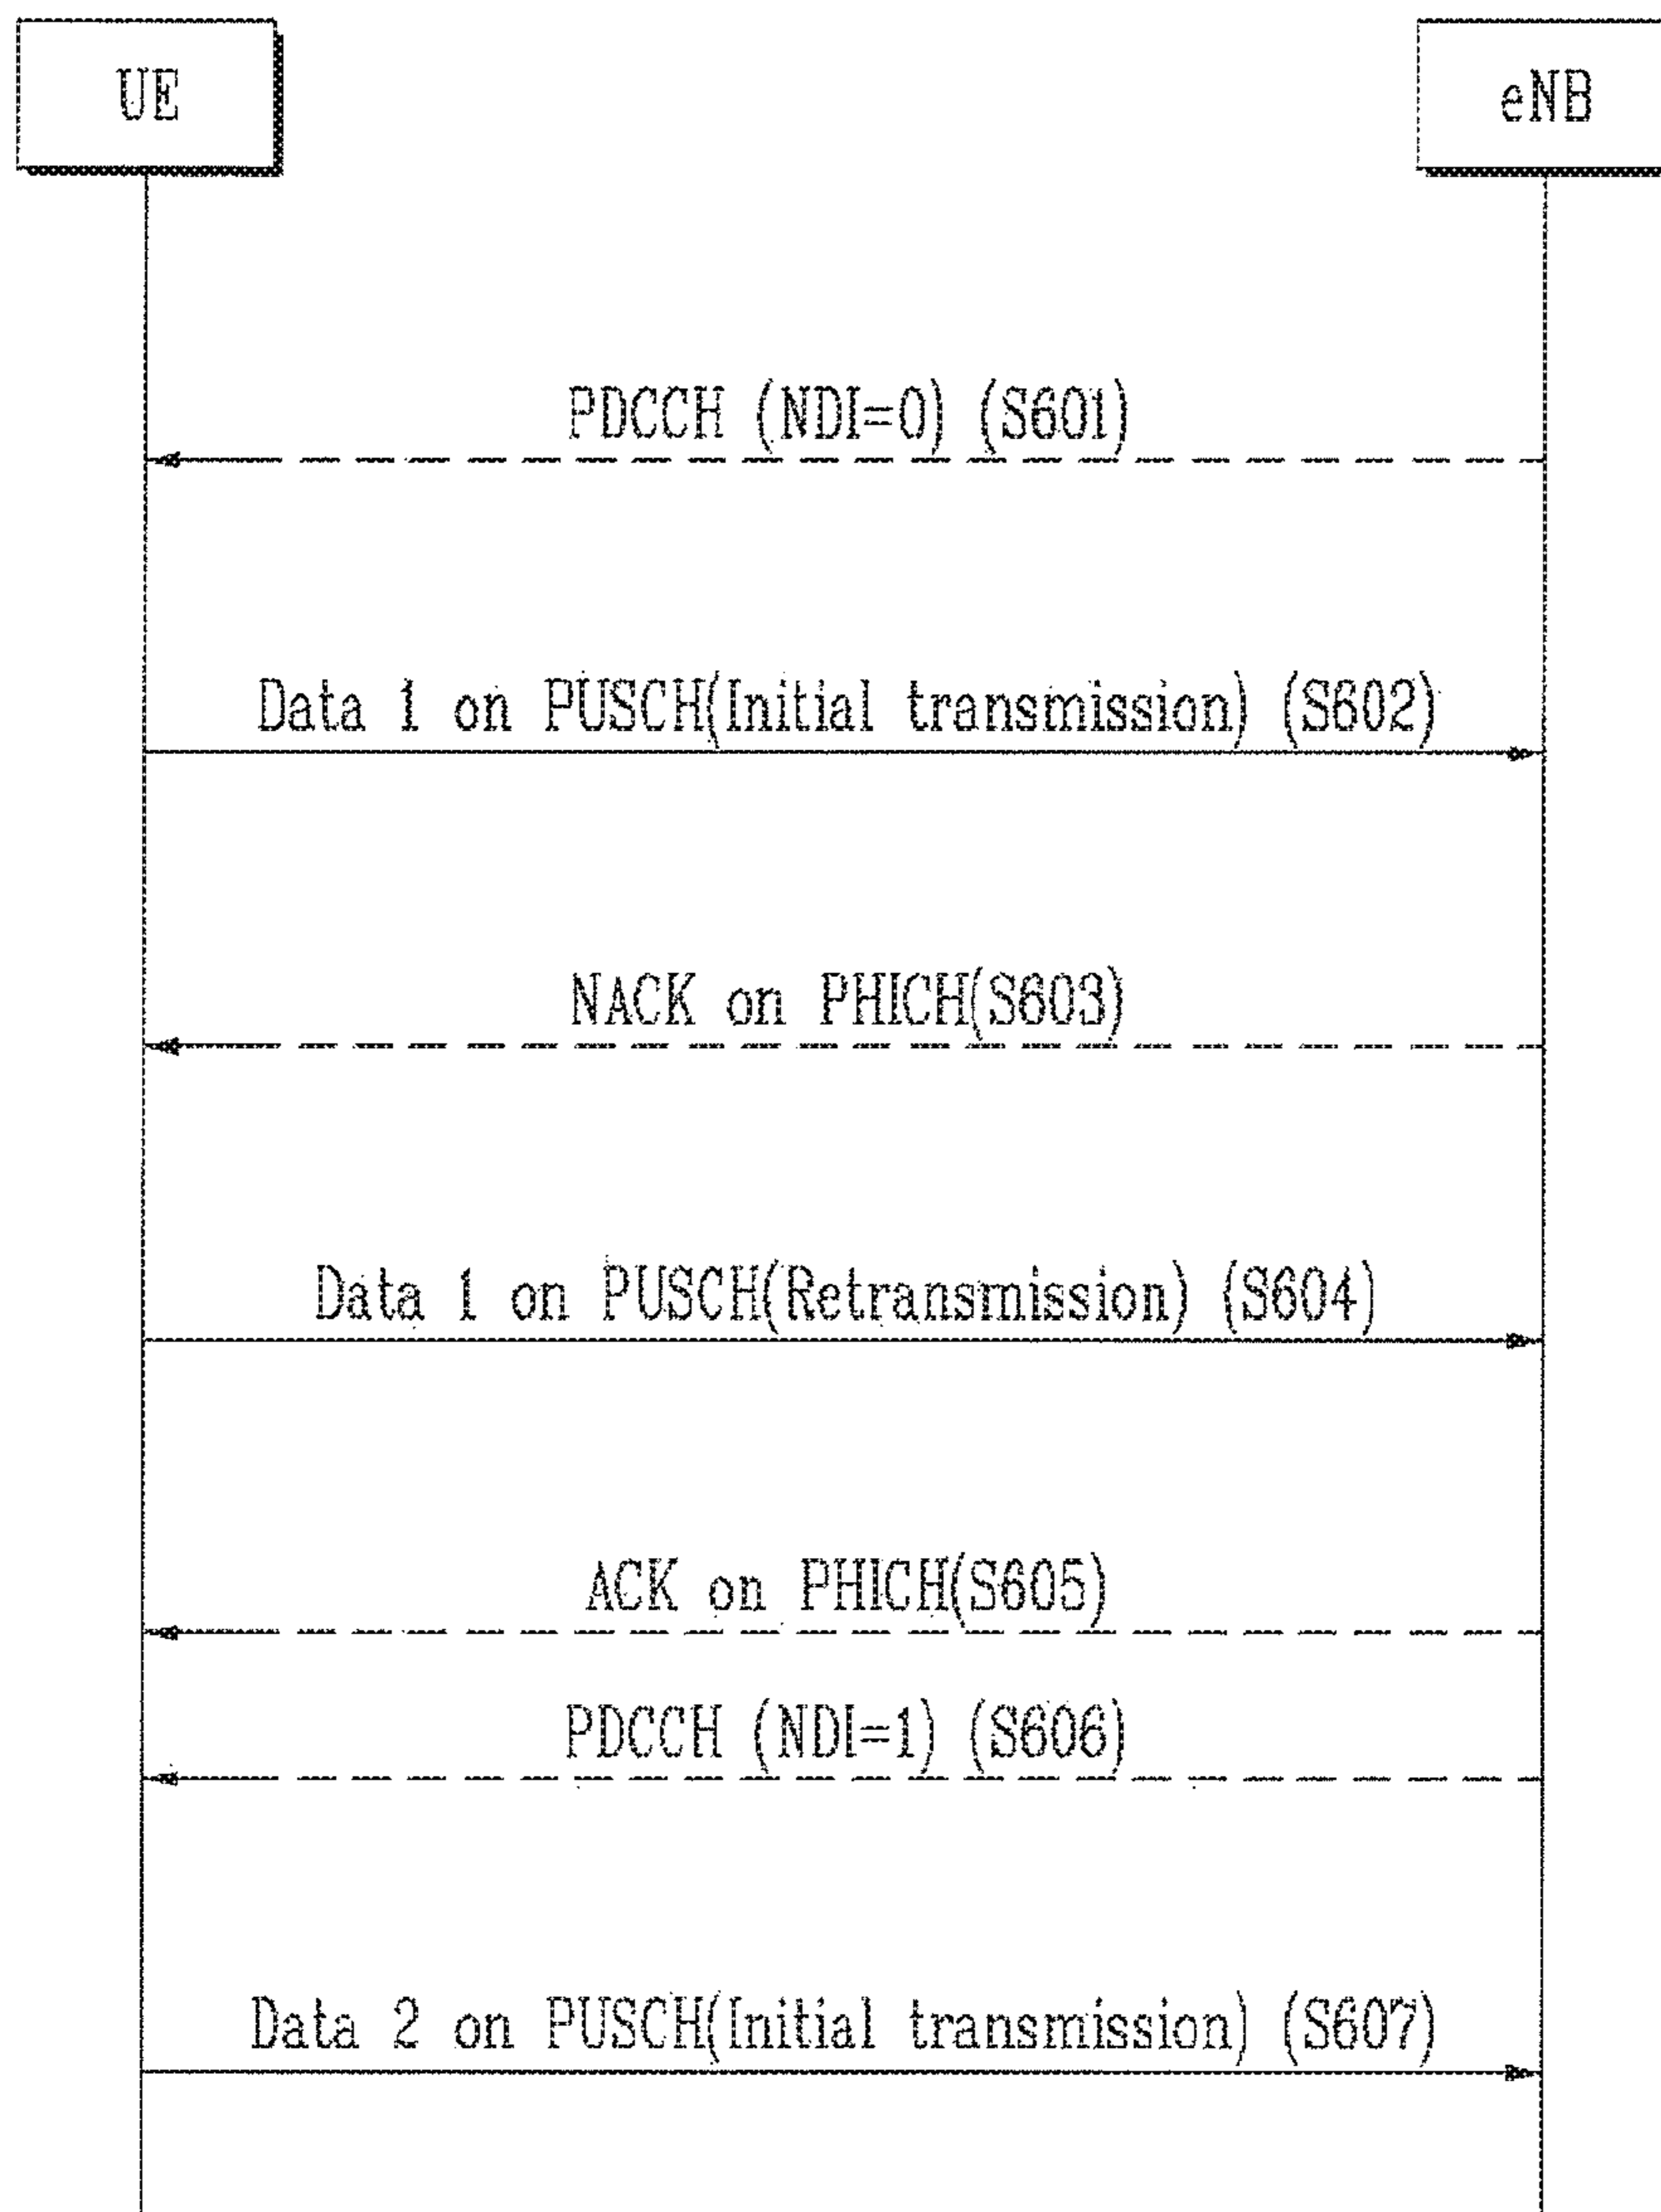 UE
eNB
PDCCH (NDI=0) (S601)
Data 1 on PUSCH(Initial transmission) (S602)
NACK on PHICH(S603)
Data 1 on PUSCH(Retransmission) (S604)
ACK on PHICH(S605)
PDCCH (NDI=1) (S606)
Data 2 on PUSCH(Initial transmission) (S607)